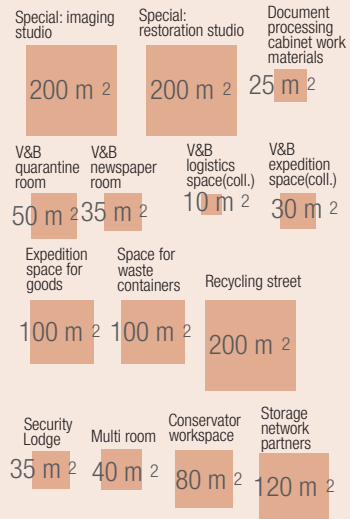 Special: imaging
studio
200 m 2
Special:
restoration studio
200 m 2
Document
processing
cabinet work
materials
25 m 2
V&B
quarantine
room
50 m 2
V&B
newspaper
room
35 m 2
V&B
logistics
space(coll.)
10 m 2
V&B
expedition
space(coll.)
30 m 2
Expedition
space for
goods
100 m 2
Space for
waste
containers
100 m 2
Recycling street
200 m 2
Security
Lodge
35 m 2
Multi room
40 m 2
Conservator
workspace
80 m 2
Storage
network
partners
120 m 2